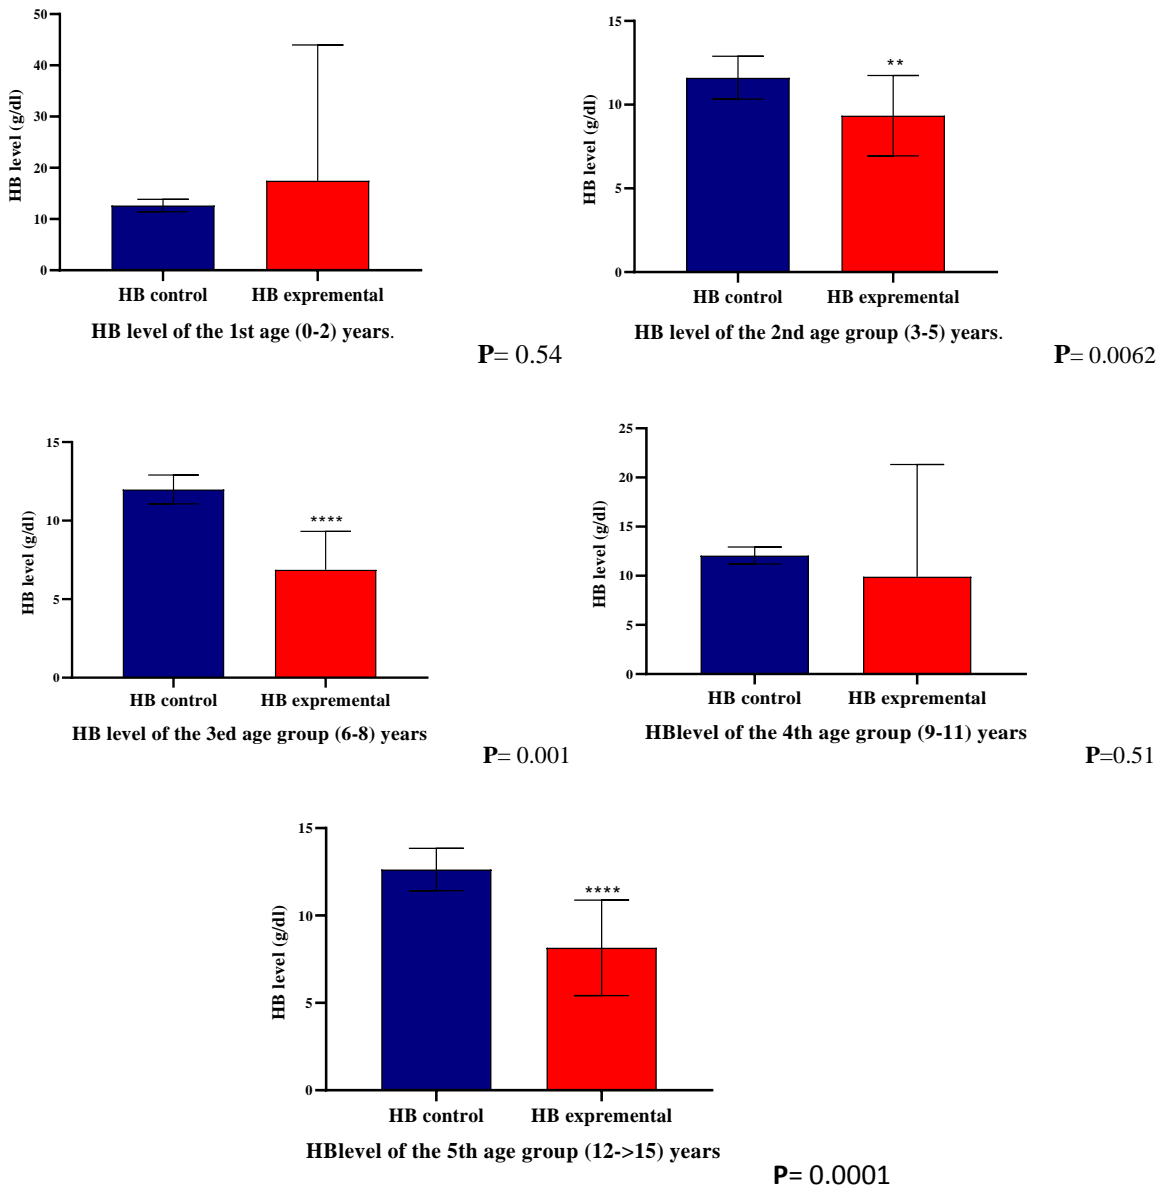 50
40
30
20
10
0
HB level (g/dl)
HB control HB expremental
HB level of the 1st age (0-2) years.
P= 0.54
15
10
5
0
HB level (g/dl)
**
HB control HB expremental
HB level of the 2nd age group (3-5) years.
P= 0.0062
15
10
5
0
HB level (g/dl)
****
HB control HB expremental
HB level of the 3ed age group (6-8) years
P= 0.001
25
20
15
10
5
0
HB level (g/dl)
HB control HB expremental
HBlevel of the 4th age group (9-11) years
P=0.51
15
10
5
0
HB level (g/dl)
****
HB control HB expremental
HBlevel of the 5th age group (12->15) years
P= 0.0001